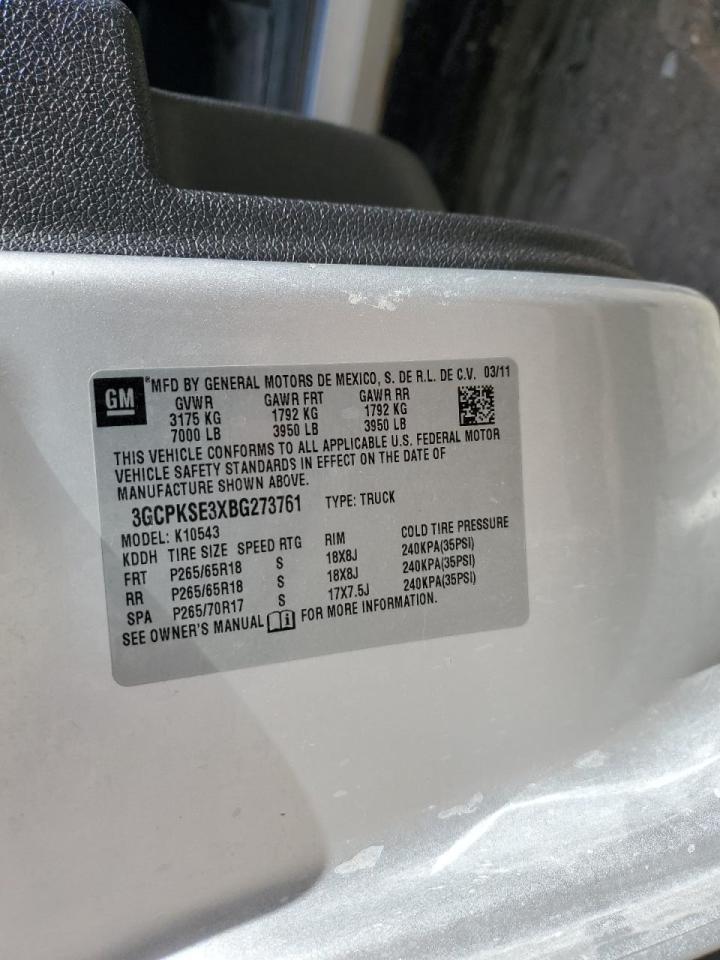 GM
*MFD BY GENERAL MOTORS DE MEXICO, S. DE R.L. DE C.V. 03/11
GVWR GAWR FRT GAWR RR
3175 KG 1792 KG 1792 KG
7000 LB 3950 LB 3950 LB
THIS VEHICLE CONFORMS TO ALL APPLICABLE U.S. FEDERAL MOTOR
VEHICLE SAFETY STANDARDS IN EFFECT ON THE DATE OF
MANUFACTURE SHOWN ABOVE.
3GCPKSE3XBG273761 TYPE: TRUCK
MODEL: K10543
KDDH TIRE SIZE SPEED RTG RIM COLD TIRE PRESSURE
FRT P265/65R18 S 18X8J 240KPA(35PSI)
RR P265/65R18 S 18X8J 240KPA(35PSI)
SPA P265/70R17 S 17X7.5J 240KPA(35PSI)
SEE OWNER'S MANUAL FOR MORE INFORMATION.